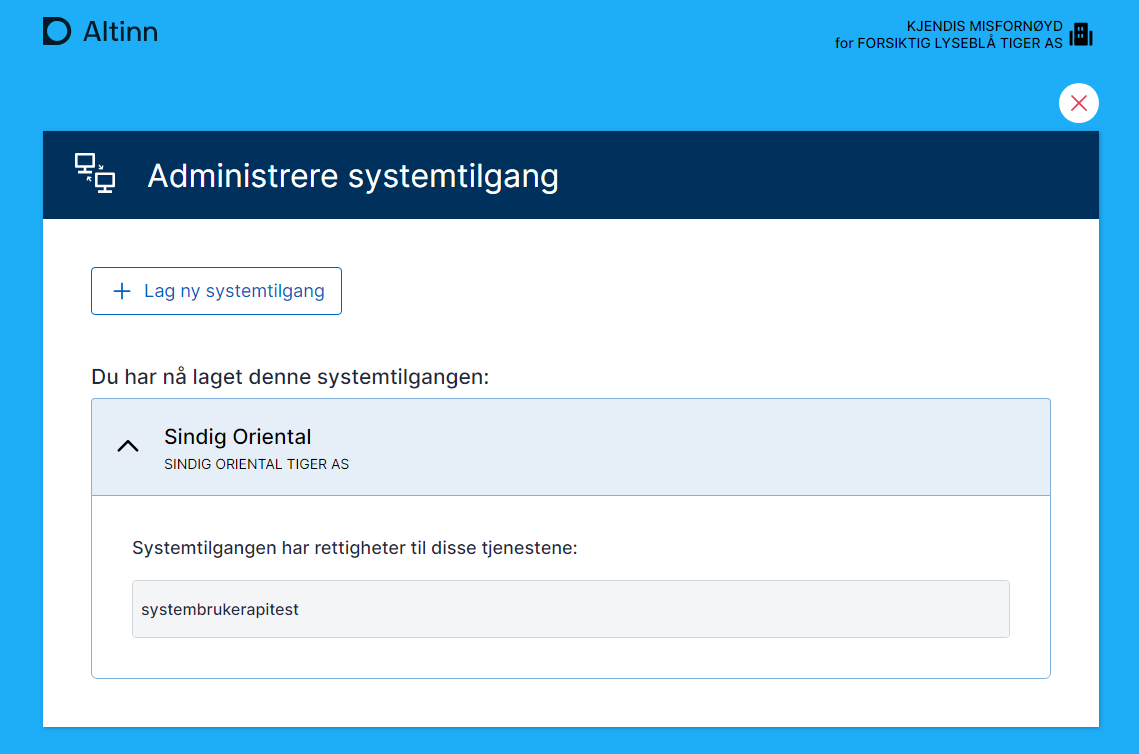 Altinn
KJENDIS MISFORNØYD
for FORSIKTIG LYSEBLÅ TIGER AS
Administrere systemtilgang
Lag ny systemtilgang
Du har nå laget denne systemtilgangen:
Sindig Oriental
SINDIG ORIENTAL TIGER AS
Systemtilgangen har rettigheter til disse tjenestene:
systembrukerapitest